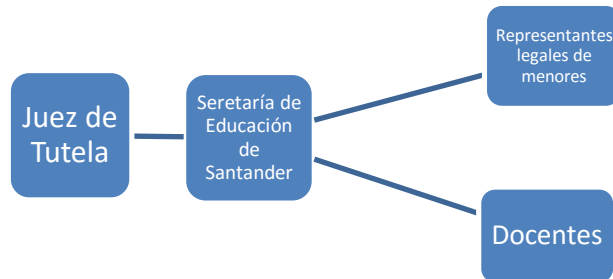 Juez de
Tutela
Seretaría de
Educación
de
Santander
Representantes
legales de
menores
Docentes